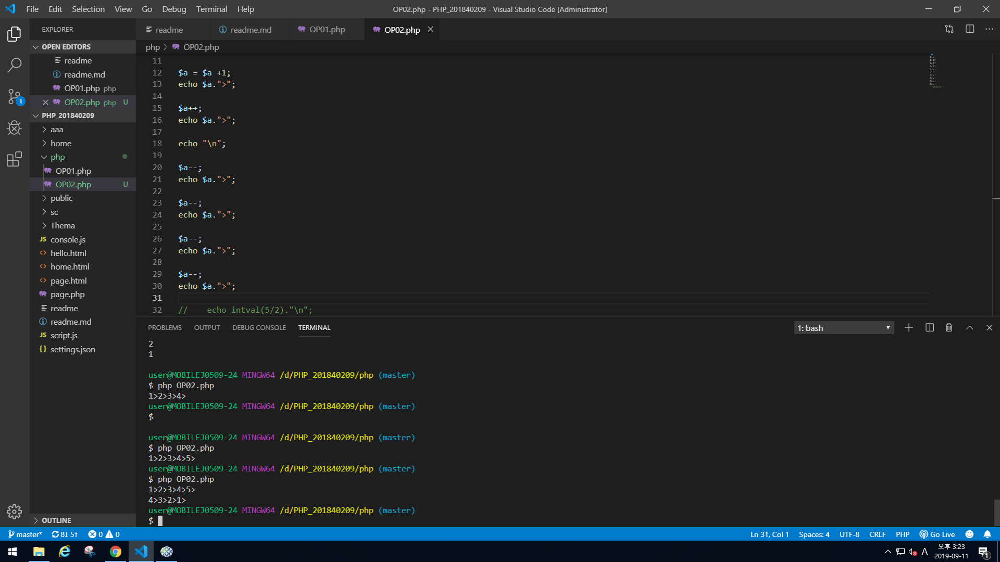 File Edit Selection View Go Debug Terminal Help
OP02.php - PHP_201840209 - Visual Studio Code [Administrator]
EXPLORER
readme
readme.md
OP01.php
OP02.php
OPEN EDITORS
readme
readme.md
OP01.php php
OP02.php php U
1
PHP_201840209
aaa
home
php
OP01.php
OP02.php U
public
sc
Thema
JS console.js
<> hello.html
<> home.html
<> page.html
page.php
readme
readme.md
JS script.js
{} settings.json
OUTLINE
php > OP02.php
11
12 $a = $a +1;
13 echo $a.">";
14
15 $a++;
16 echo $a.">";
17
18 echo "\n";
19
20 $a--;
21 echo $a.">";
22
23 $a--;
24 echo $a.">";
25
26 $a--;
27 echo $a.">";
28
29 $a--;
30 echo $a.">";
31
32 //    echo intval(5/2)."\n";
PROBLEMS OUTPUT DEBUG CONSOLE TERMINAL
1: bash
2
1
user@MOBILEJ0509-24 MINGW64 /d/PHP_201840209/php (master)
$ php OP02.php
1>2>3>4>
user@MOBILEJ0509-24 MINGW64 /d/PHP_201840209/php (master)
$
user@MOBILEJ0509-24 MINGW64 /d/PHP_201840209/php (master)
$ php OP02.php
1>2>3>4>5>
user@MOBILEJ0509-24 MINGW64 /d/PHP_201840209/php (master)
$ php OP02.php
1>2>3>4>5>
4>3>2>1>
user@MOBILEJ0509-24 MINGW64 /d/PHP_201840209/php (master)
$
master* 8↓ 5↑ 0 0
Ln 31, Col 1 Spaces: 4 UTF-8 CRLF PHP Go Live
A
오후 3:23
2019-09-11
1